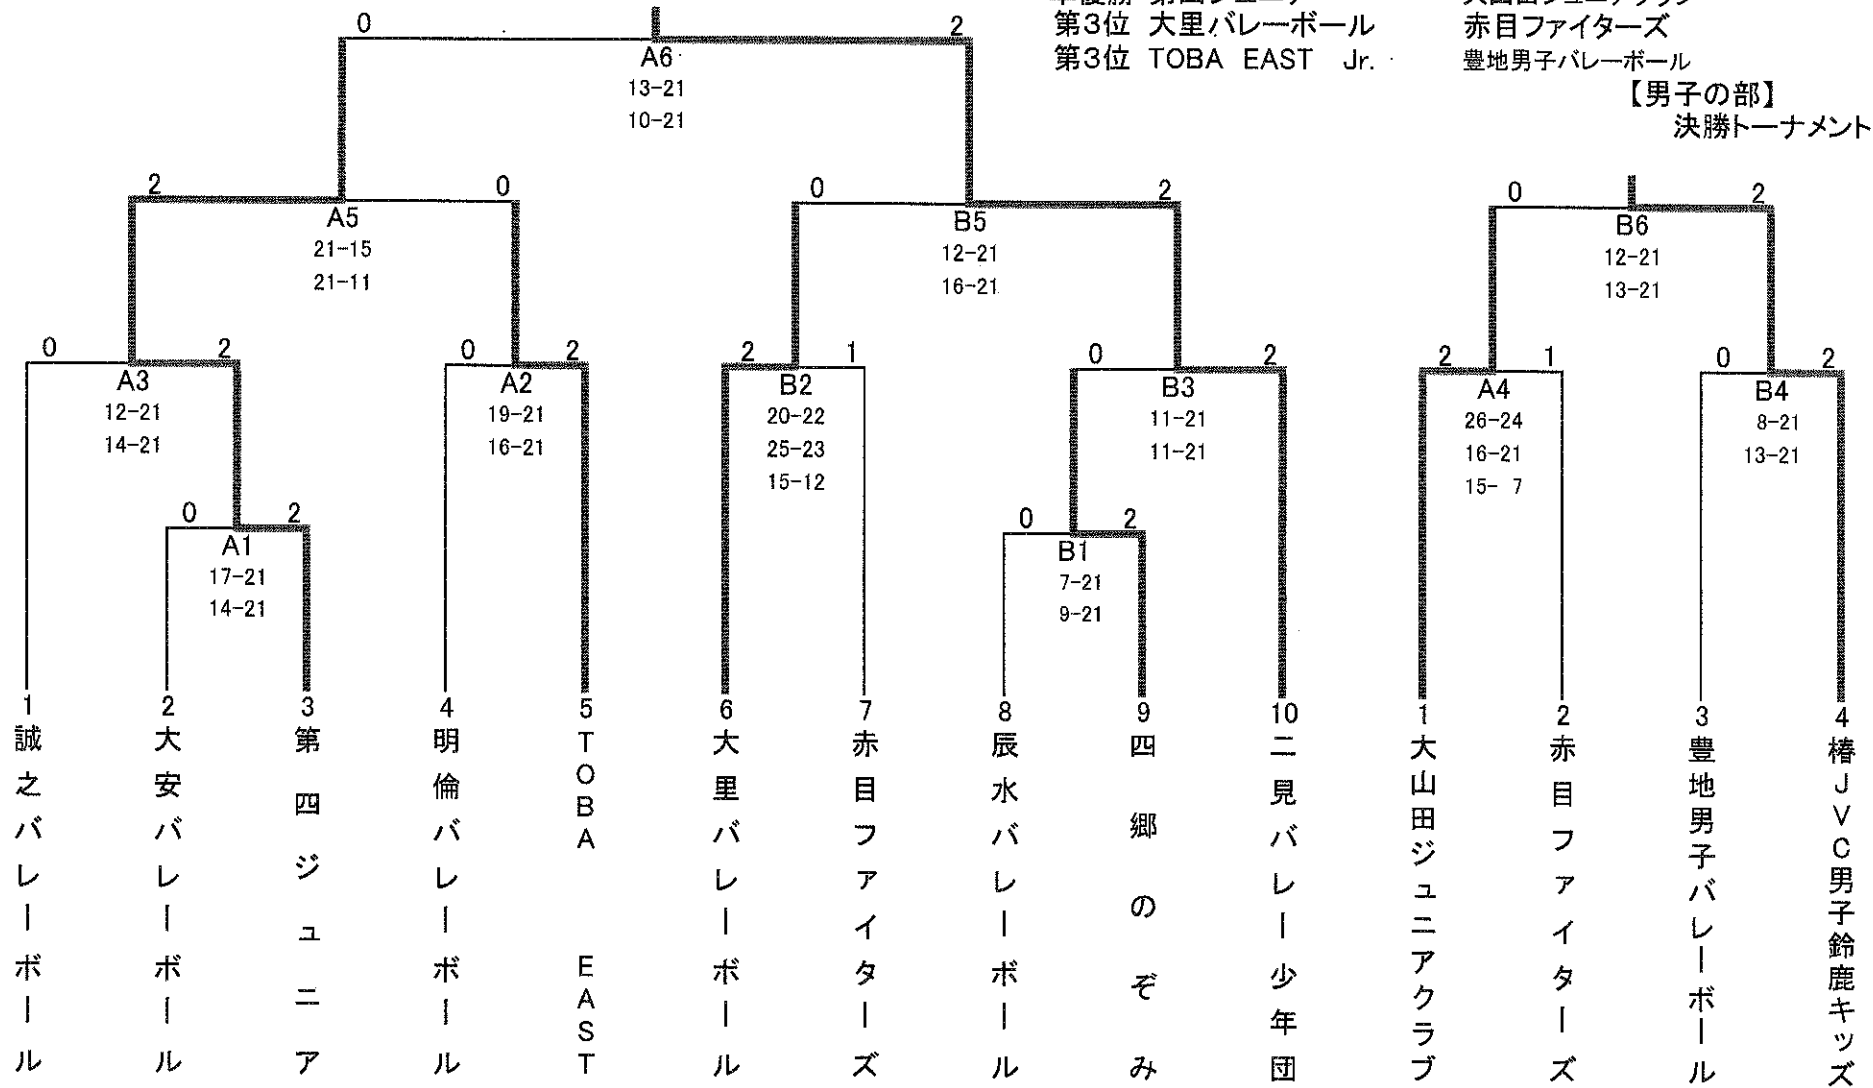 第3位 大里バレーボール 赤目ファイターズ
第3位 TOBA EAST Jr. 豊地男子バレーボール
【男子の部】
決勝トーナメント
0 2
A6
13-21
10-21
2 0
A5
21-15
21-11
0 2
B5
12-21
16-21
0 2
B6
12-21
13-21
0 2
A3
12-21
14-21
0 2
A2
19-21
16-21
2 1
B2
20-22
25-23
15-12
0 2
B3
11-21
11-21
2 1
A4
26-24
16-21
15- 7
0 2
B4
8-21
13-21
0 2
A1
17-21
14-21
0 2
B1
7-21
9-21
1 誠之バレーボール
2 大安バレーボール
3 第四ジュニア
4 明倫バレーボール
5 TOBA EAST
6 大里バレーボール
7 赤目ファイターズ
8 辰水バレーボール
9 四郷のぞみ
10 二見バレー少年団
1 大山田ジュニアクラブ
2 赤目ファイターズ
3 豊地男子バレーボール
4 椿JVC男子鈴鹿キッズ